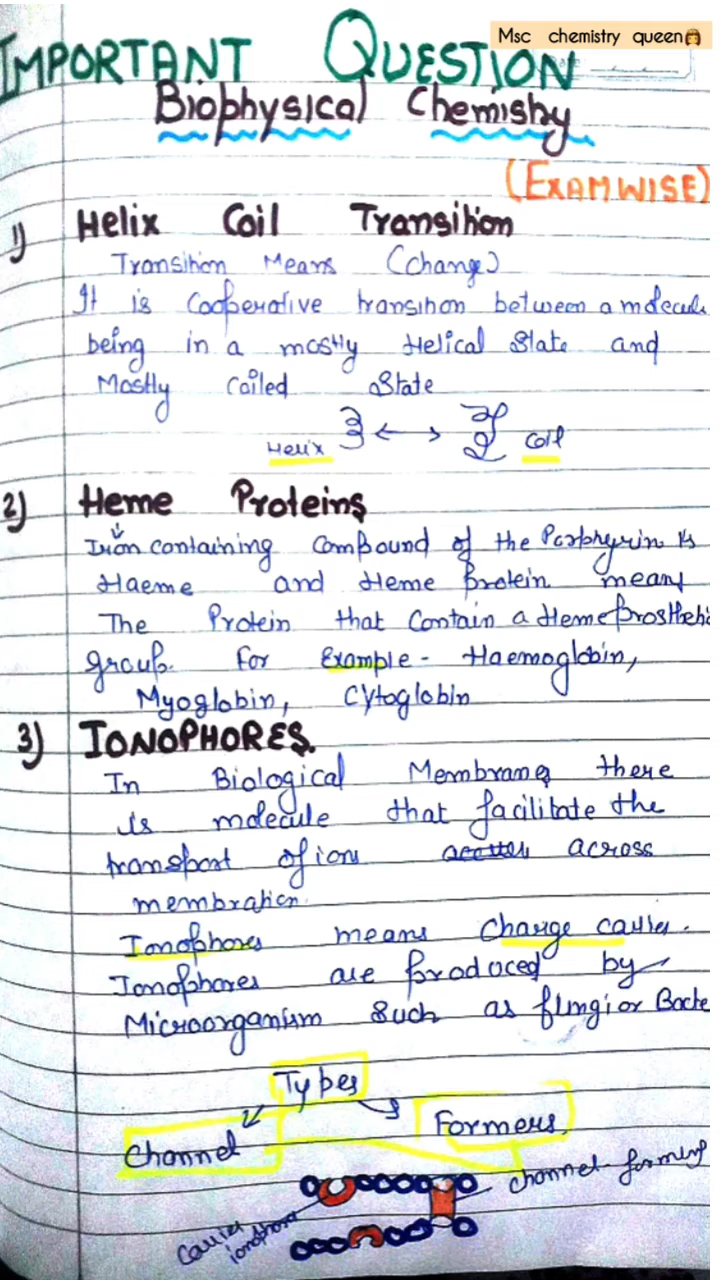 Msc chemistry queen
IMPORTANT QUESTION
Biophysical Chemistry
(EXAMWISE)
1) Helix Coil Transition
Transition Means (Change)
It is Cooperative transition between a molecule
being in a mostly Helical State and
Mostly Coiled State
Helix ↔ Coil
2) Heme Proteins
Iron containing Compound of the Porphyrin is
Haeme and Heme Protein meant
The Protein that Contain a Heme prosthetic
group. For Example - Haemoglobin,
Myoglobin, Cytoglobin
3) IONOPHORES.
In Biological Membrane there
is molecule that facilitate the
transport of ions across
Ionophores means Charge carrier.
Ionophores are produced by
Microorganism Such as fungi or Bacte
Types
Channel Formers
channel forming
Carrier
ionophore